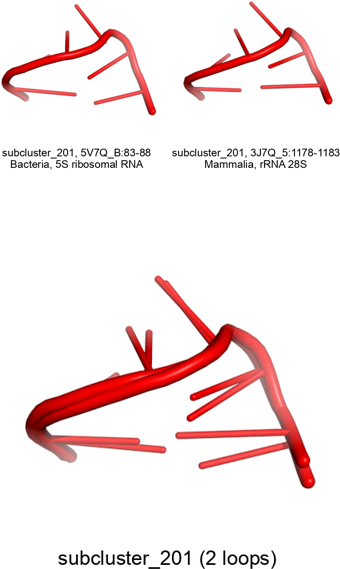 subcluster_201, 5V7Q_B:83-88
Bacteria, 5S ribosomal RNA
subcluster_201, 3J7Q_5:1178-1183
Mammalia, rRNA 28S
subcluster_201 (2 loops)